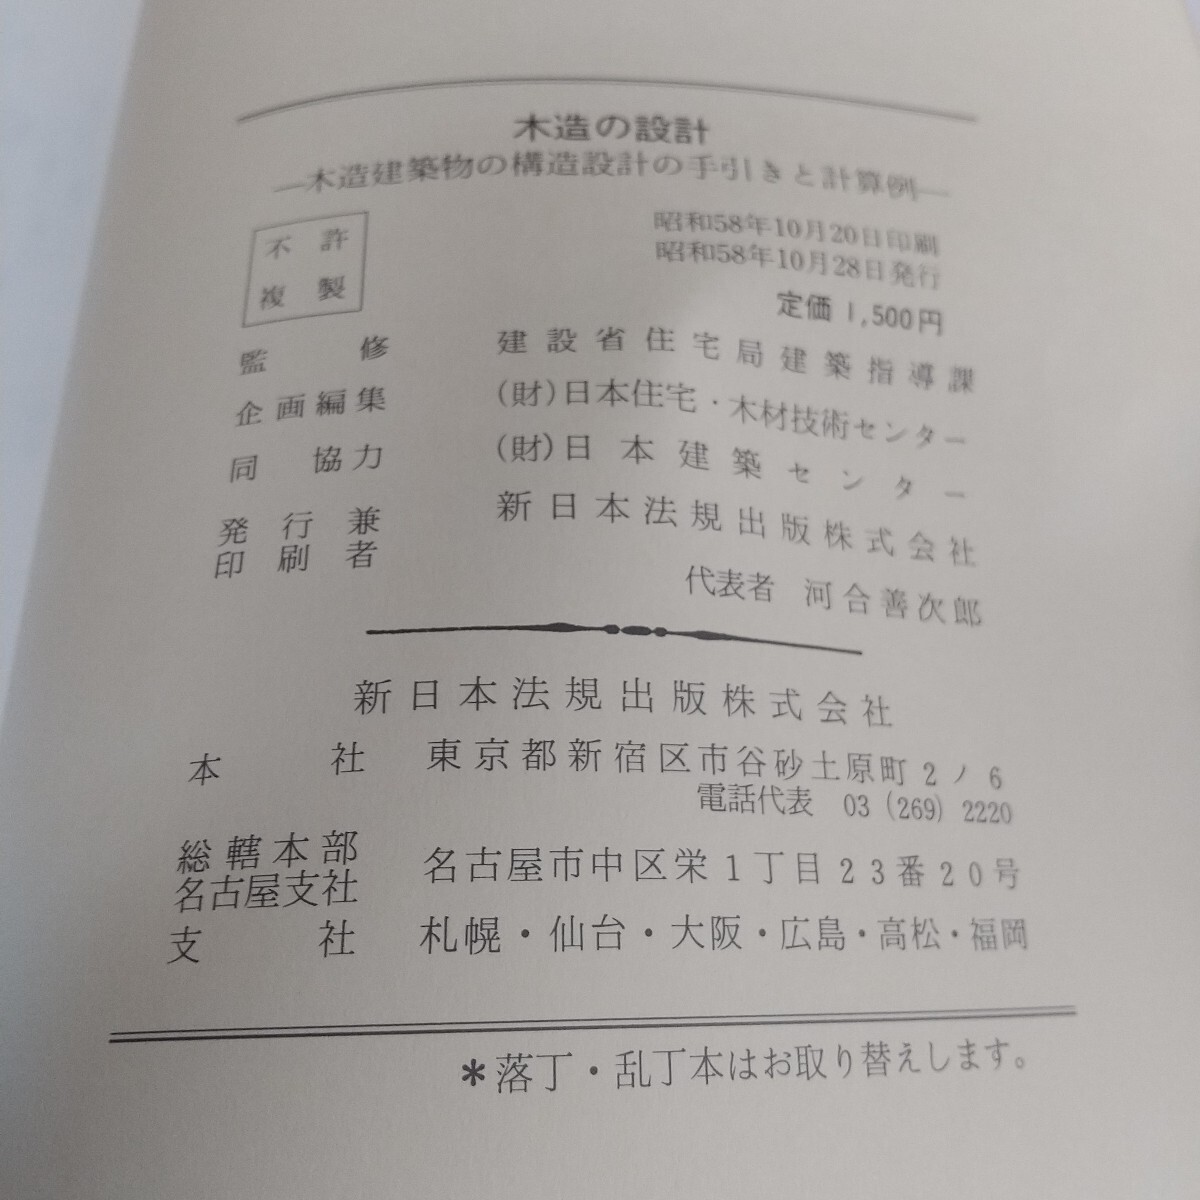 木造の設計
―木造建築物の構造設計の手引きと計算例―
不許
複製
昭和58年10月20日印刷
昭和58年10月28日発行
定価 1,500円
監修 建設省住宅局建築指導課
企画編集 (財)日本住宅・木材技術センター
同協力 (財)日本建築センター
発行兼
印刷者 新日本法規出版株式会社
代表者 河合善次郎
新日本法規出版株式会社
本社 東京都新宿区市谷砂土原町2ノ6
電話代表 03(269)2220
総轄本部
名古屋支社 名古屋市中区栄1丁目23番20号
支社 札幌・仙台・大阪・広島・高松・福岡
*落丁・乱丁本はお取り替えします。